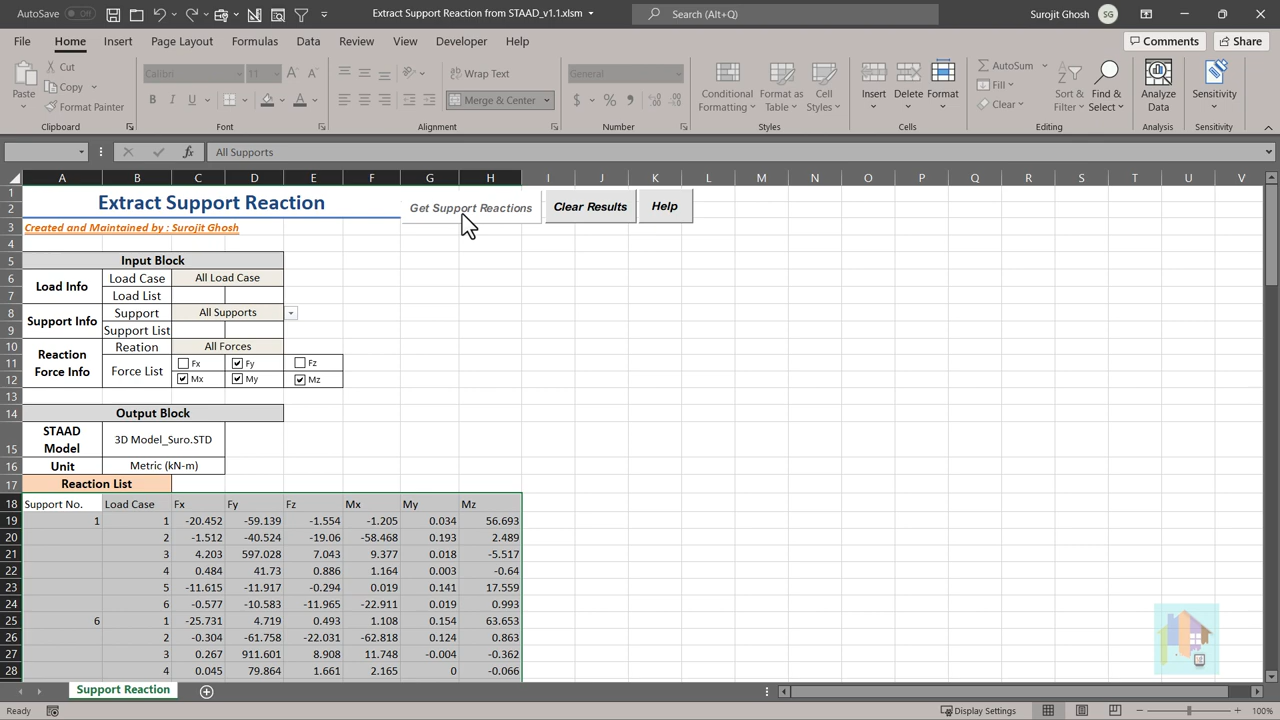 AutoSave Off Extract Support Reaction from STAAD_v1.1.xlsm Search (Alt+Q) Surojit Ghosh SG
File Home Insert Page Layout Formulas Data Review View Developer Help Comments Share
Paste Cut Copy Format Painter Clipboard
Calibri 11 B I U A Font
Wrap Text Merge & Center Alignment
General $ % Number
Conditional Formatting Format as Table Cell Styles Styles
Insert Delete Format Cells
AutoSum Fill Clear Sort & Filter Find & Select Editing
Analyze Data Analysis Sensitivity Sensitivity
fx All Supports
A B C D E F G H I J K L M N O P Q R S T U V
1 Extract Support Reaction Get Support Reactions Clear Results Help
2
3 Created and Maintained by : Surojit Ghosh
4
5 Input Block
6 Load Info Load Case All Load Case
7 Load List
8 Support Info Support All Supports
9 Support List
10 Reaction Force Info Reation All Forces
11 Force List Fx Fy Fz
12 Mx My Mz
13
14 Output Block
15 STAAD Model 3D Model_Suro.STD
16 Unit Metric (kN-m)
17 Reaction List
18 Support No. Load Case Fx Fy Fz Mx My Mz
19 1 1 -20.452 -59.139 -1.554 -1.205 0.034 56.693
20 2 -1.512 -40.524 -19.06 -58.468 0.193 2.489
21 3 4.203 597.028 7.043 9.377 0.018 -5.517
22 4 0.484 41.73 0.886 1.164 0.003 -0.64
23 5 -11.615 -11.917 -0.294 0.019 0.141 17.559
24 6 -0.577 -10.583 -11.965 -22.911 0.019 0.993
25 6 1 -25.731 4.719 0.493 1.108 0.154 63.653
26 2 -0.304 -61.758 -22.031 -62.818 0.124 0.863
27 3 0.267 911.601 8.908 11.748 -0.004 -0.362
28 4 0.045 79.864 1.661 2.165 0 -0.066
Support Reaction
Ready Display Settings 100%